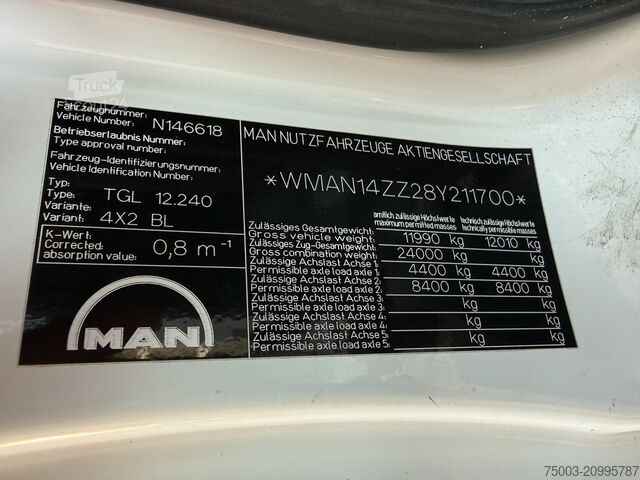 Truck
Scout24
Fahrzeugnummer:
Vehicle Number: N146618
Betriebserlaubnis Nummer:
Type approval number:
Fahrzeug-Identifizierungsnummer:
Vehicle Identification Number:
Typ:
Type: TGL 12.240
Variante:
Variant: 4X2 BL
K-Wert:
Corrected absorption value: 0,8 m⁻¹
MAN
MAN NUTZFAHRZEUGE AKTIENGESELLSCHAFT
*WMAN14ZZ28Y211700*
amtlich zulässige Höchstwerte technisch zulässige Höchstwerte
maximum permitted masses technically permissible masses
Zulässiges Gesamtgewicht:
Gross vehicle weight: 11990 kg 12010 kg
Zulässiges Zug-Gesamtgewicht:
Gross combination weight: 24000 kg kg
Zulässige Achslast Achse 1:
Permissible axle load axle 1: 4400 kg 4400 kg
Zulässige Achslast Achse 2:
Permissible axle load axle 2: 8400 kg 8400 kg
Zulässige Achslast Achse 3:
Permissible axle load axle 3: kg kg
Zulässige Achslast Achse 4:
Permissible axle load axle 4: kg kg
Zulässige Achslast Achse 5:
Permissible axle load axle 5: kg kg
75003-20995787